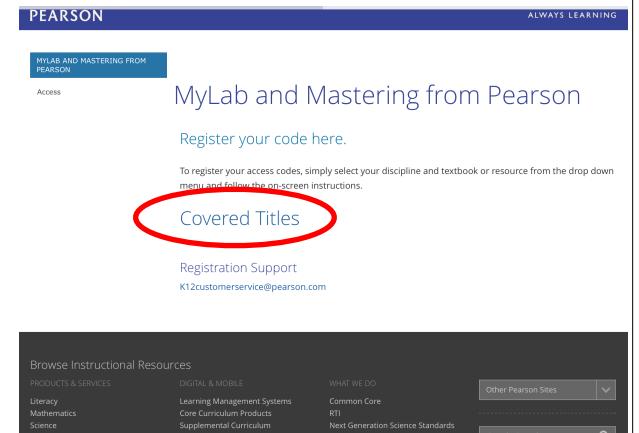 PEARSON
ALWAYS LEARNING
MYLAB AND MASTERING FROM
PEARSON
Access
MyLab and Mastering from Pearson
Register your code here.
To register your access codes, simply select your discipline and textbook or resource from the drop down
menu and follow the on-screen instructions.
Covered Titles
Registration Support
K12customerservice@pearson.com
Browse Instructional Resources
PRODUCTS & SERVICES
Literacy
Mathematics
Science
DIGITAL & MOBILE
Learning Management Systems
Core Curriculum Products
Supplemental Curriculum
WHAT WE DO
Common Core
RTI
Next Generation Science Standards
Other Pearson Sites